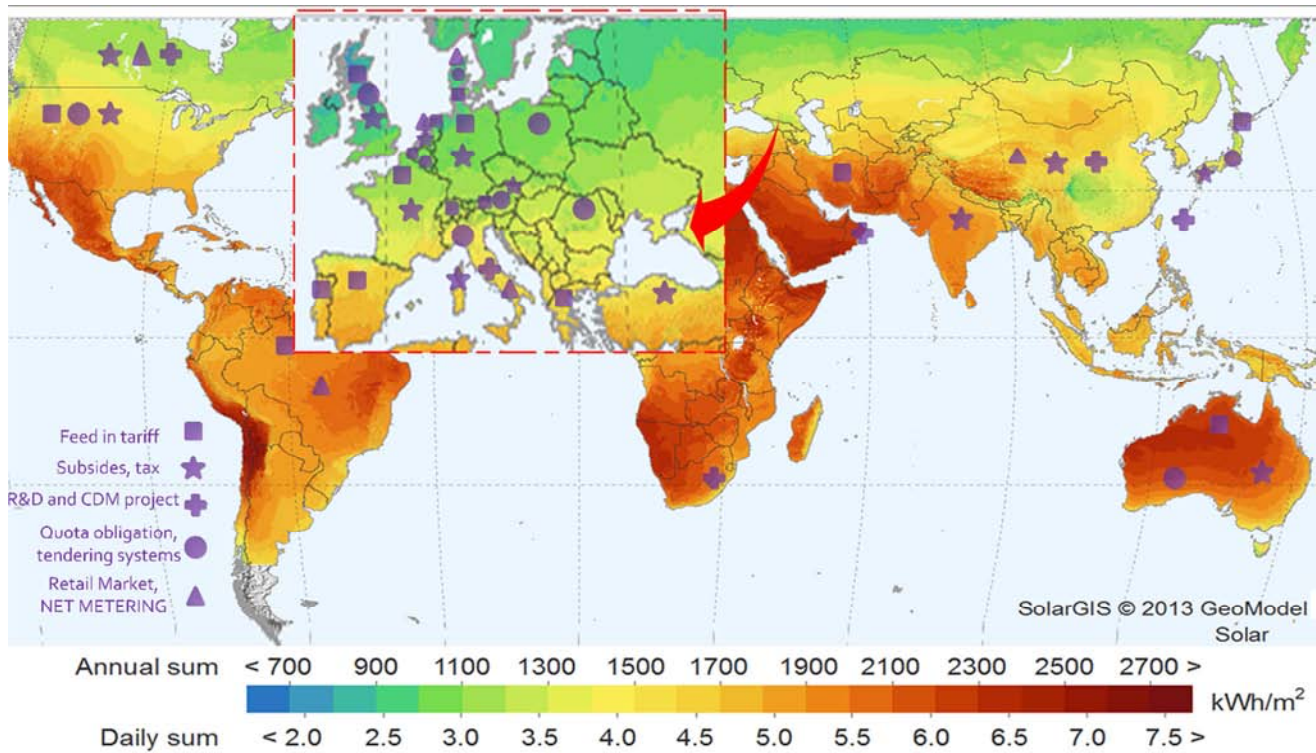 Feed in tariff
Subsides, tax
R&D and CDM project
Quota obligation,
tendering systems
Retail Market,
NET METERING
SolarGIS © 2013 GeoModel
Solar
Annual sum < 700 900 1100 1300 1500 1700 1900 2100 2300 2500 2700 >
kWh/m²
Daily sum < 2.0 2.5 3.0 3.5 4.0 4.5 5.0 5.5 6.0 6.5 7.0 7.5 >